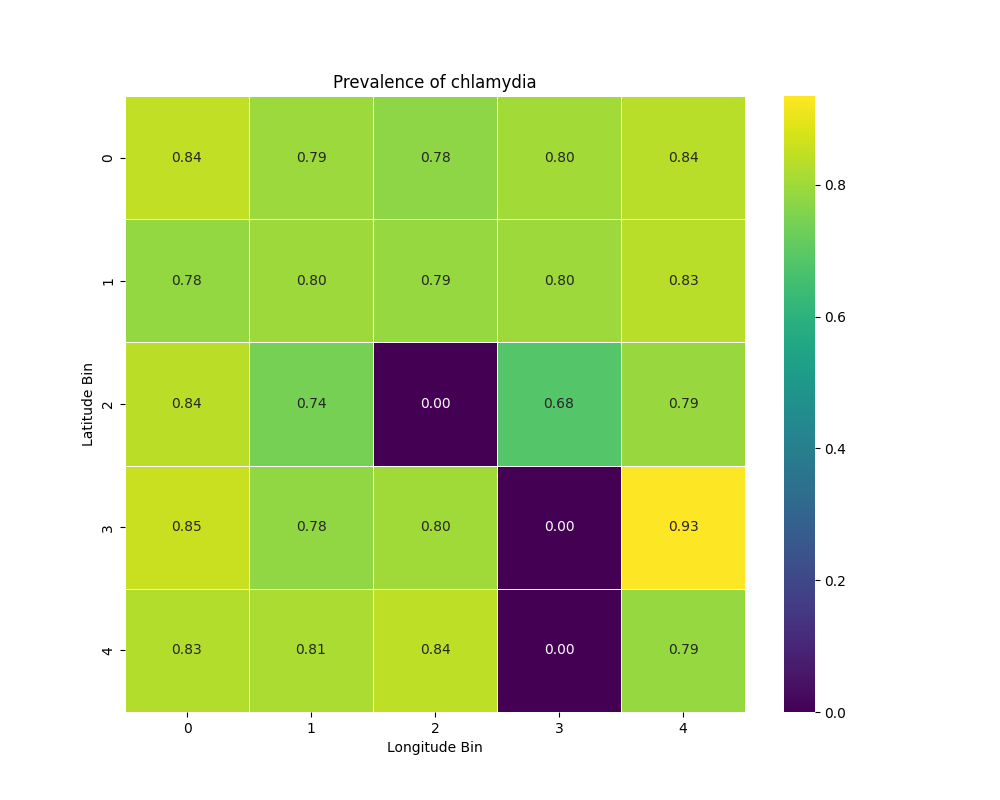 Prevalence of chlamydia
0 0.84 0.79 0.78 0.80 0.84
1 0.78 0.80 0.79 0.80 0.83
2 0.84 0.74 0.00 0.68 0.79
3 0.85 0.78 0.80 0.00 0.93
4 0.83 0.81 0.84 0.00 0.79
0 1 2 3 4
Longitude Bin
Latitude Bin
0.8
0.6
0.4
0.2
0.0